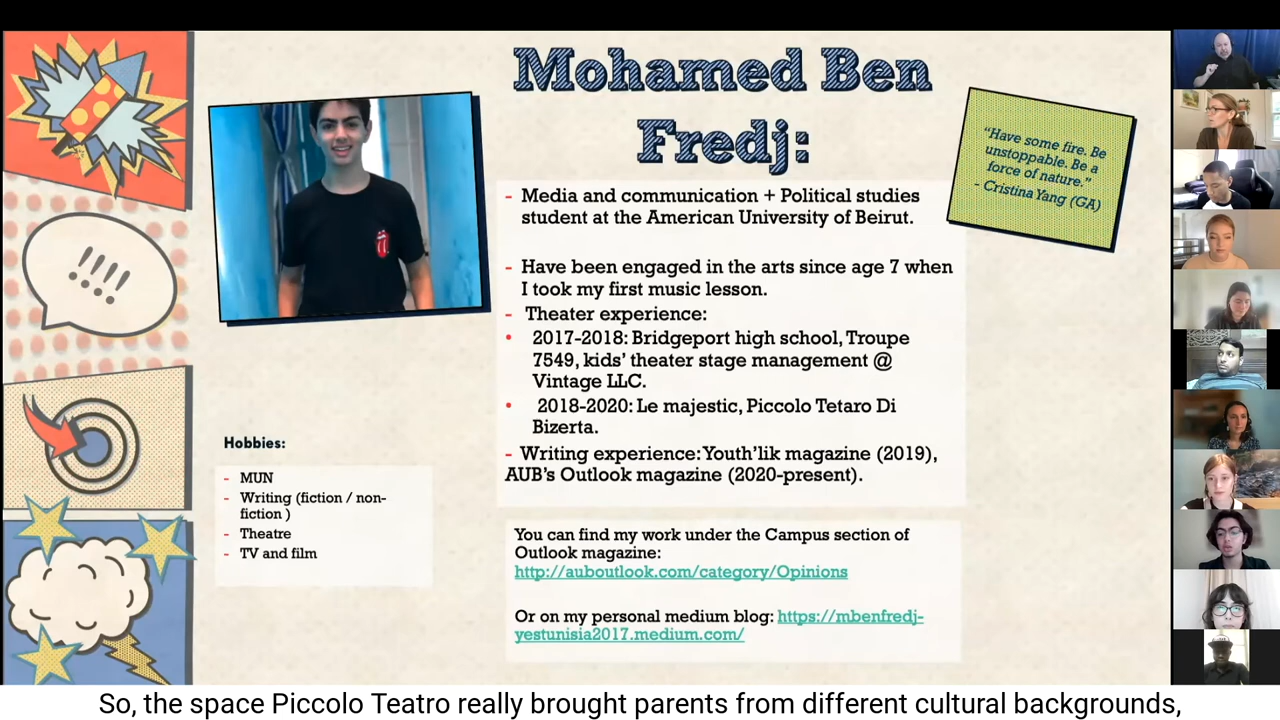 Mohamed Ben
Fredj:
“Have some fire. Be
unstoppable. Be a
force of nature.”
- Cristina Yang (GA)
- Media and communication + Political studies
student at the American University of Beirut.
- Have been engaged in the arts since age 7 when
I took my first music lesson.
- Theater experience:
• 2017-2018: Bridgeport high school, Troupe
7549, kids’ theater stage management @
Vintage LLC.
• 2018-2020: Le majestic, Piccolo Tetaro Di
Bizerta.
- Writing experience: Youth’lik magazine (2019),
AUB’s Outlook magazine (2020-present).
Hobbies:
- MUN
- Writing (fiction / non-
fiction )
- Theatre
- TV and film
You can find my work under the Campus section of
Outlook magazine:
http://auboutlook.com/category/Opinions
Or on my personal medium blog: https://mbenfredj-
yestunisia2017.medium.com/
!!!!
So, the space Piccolo Teatro really brought parents from different cultural backgrounds,